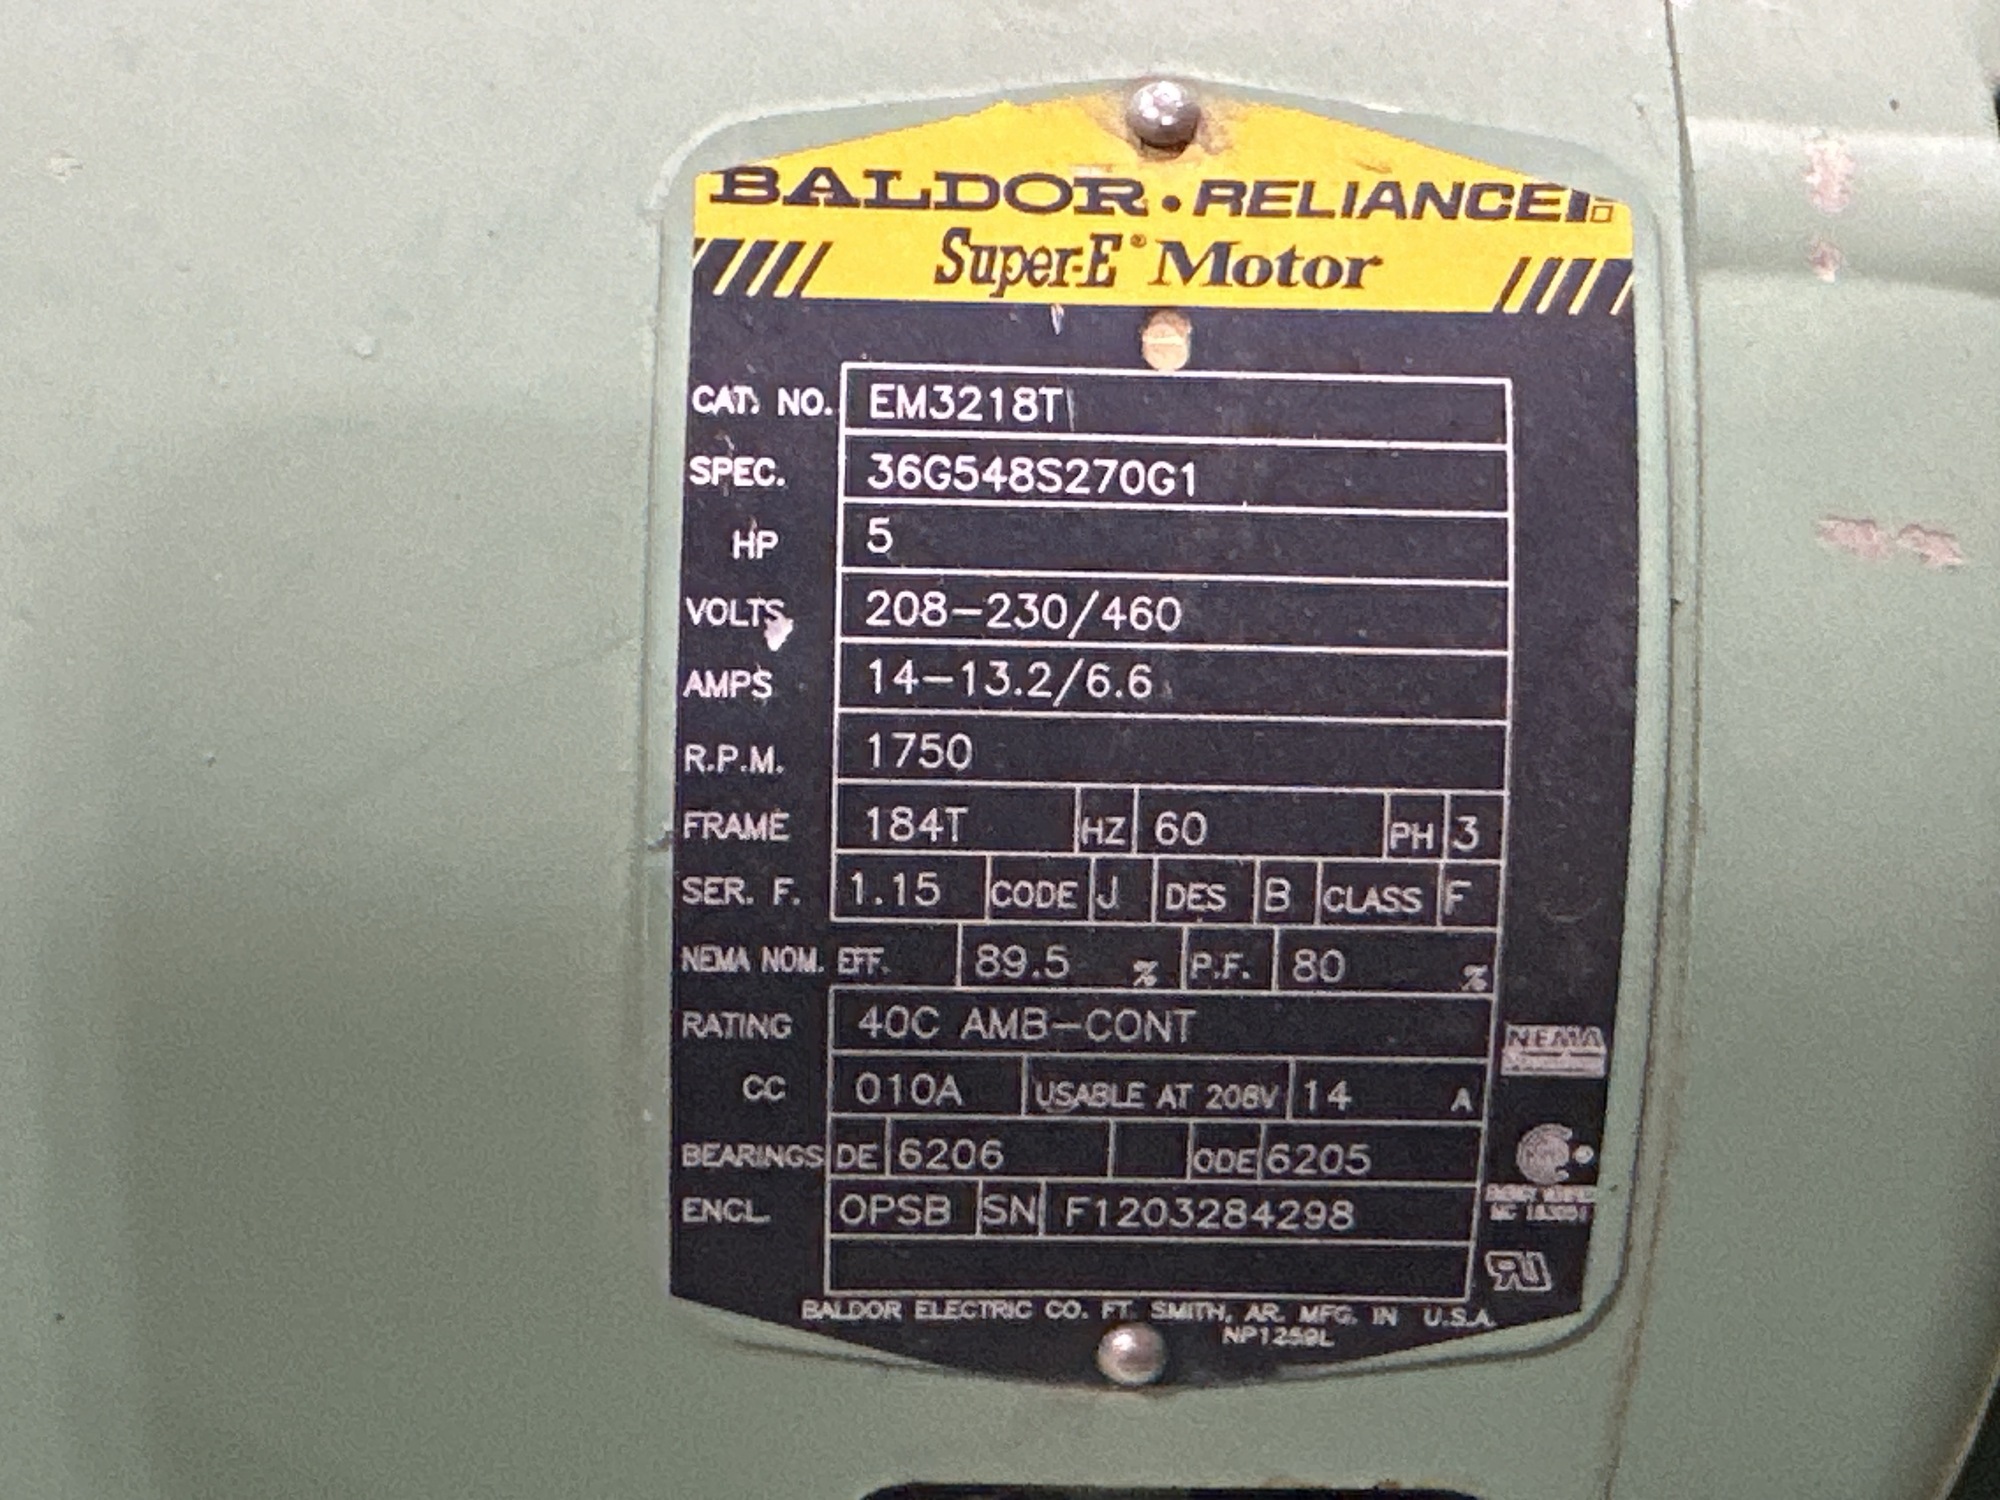 BALDOR • RELIANCE
Super-E® Motor
CAT. NO. EM3218T
SPEC. 36G548S270G1
HP 5
VOLTS 208-230/460
AMPS 14-13.2/6.6
R.P.M. 1750
FRAME 184T HZ 60 PH 3
SER. F. 1.15 CODE J DES B CLASS F
NEMA NOM. EFF. 89.5 % P.F. 80 %
RATING 40C AMB-CONT
NEMA
CC 010A USABLE AT 208V 14 A
BEARINGS DE 6206 ODE 6205
ENCL. OPSB SN F1203284298
BALDOR ELECTRIC CO. FT. SMITH, AR. MFG. IN U.S.A.
NP1259L